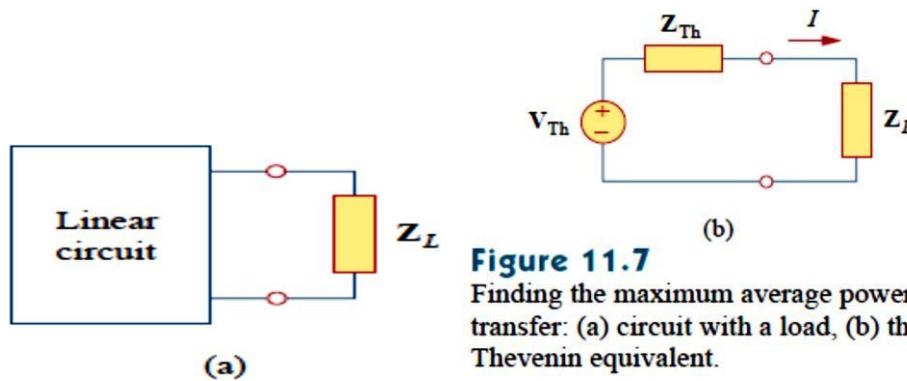 Linear
circuit
Z_L
(a)
Z_Th
I
V_Th
+
−
Z_L
(b)
Figure 11.7
Finding the maximum average power
transfer: (a) circuit with a load, (b) th
Thevenin equivalent.